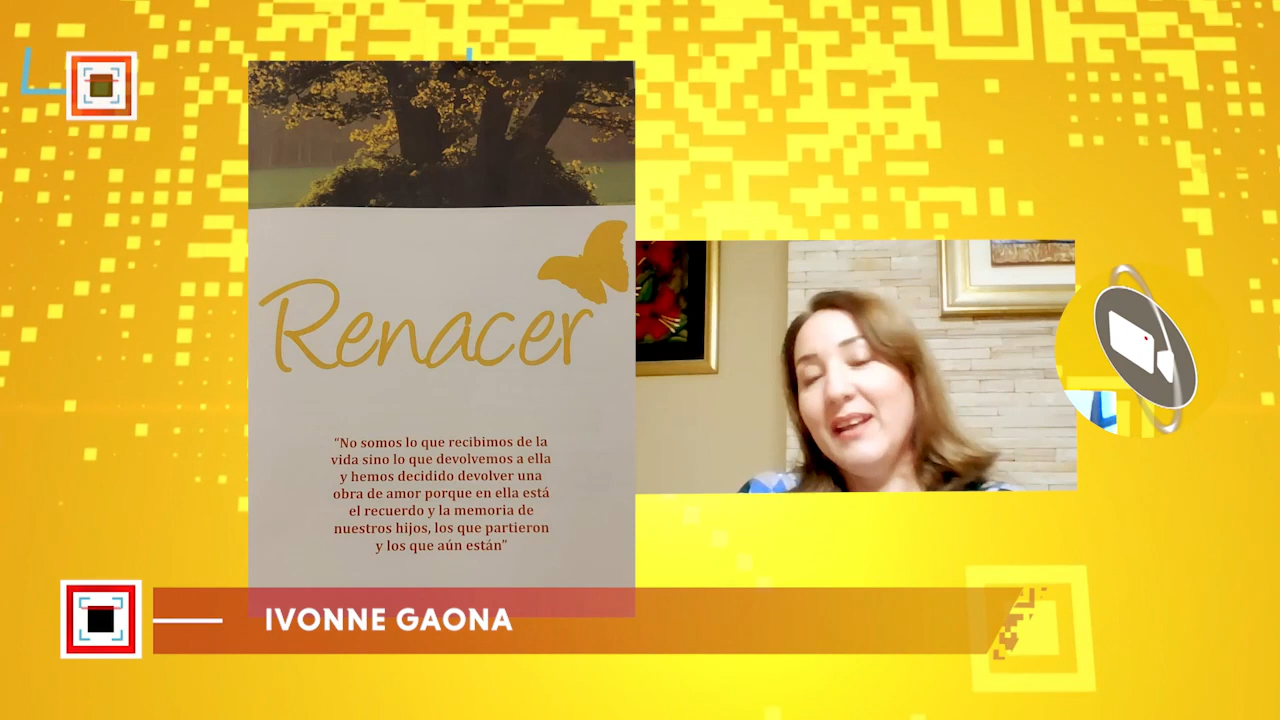 Renacer
“No somos lo que recibimos de la
vida sino lo que devolvemos a ella
y hemos decidido devolver una
obra de amor porque en ella está
el recuerdo y la memoria de
nuestros hijos, los que partieron
y los que aún están”
IVONNE GAONA